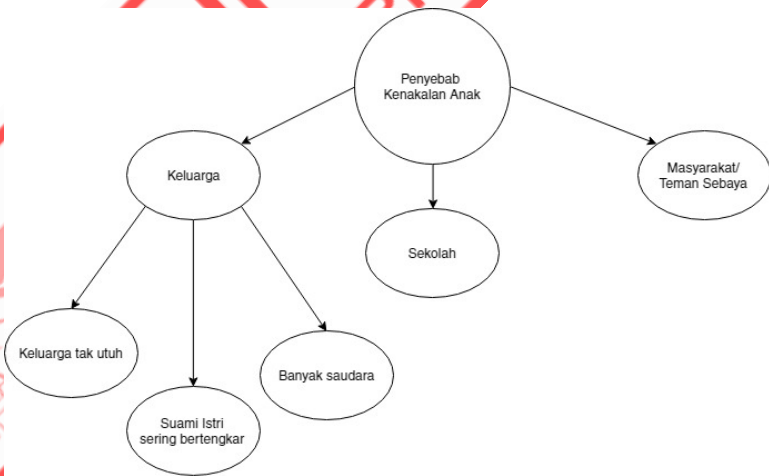 Penyebab
Kenakalan Anak
Keluarga
Masyarakat/
Teman Sebaya
Sekolah
Keluarga tak utuh
Banyak saudara
Suami Istri
sering bertengkar